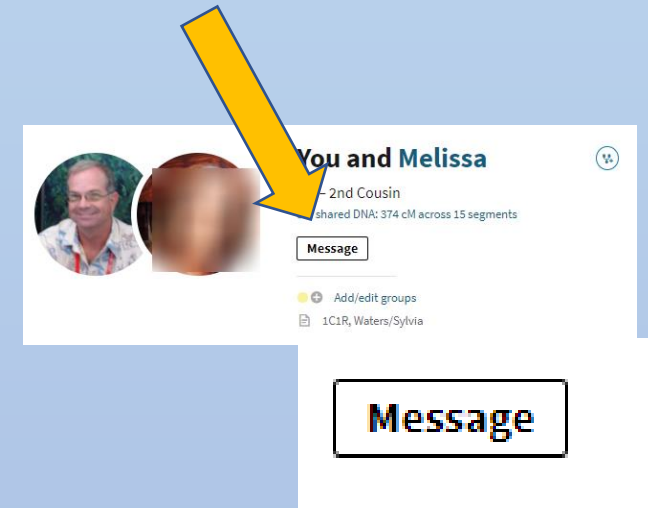 You and Melissa
– 2nd Cousin
shared DNA: 374 cM across 15 segments
Message
Add/edit groups
1C1R, Waters/Sylvia
Message